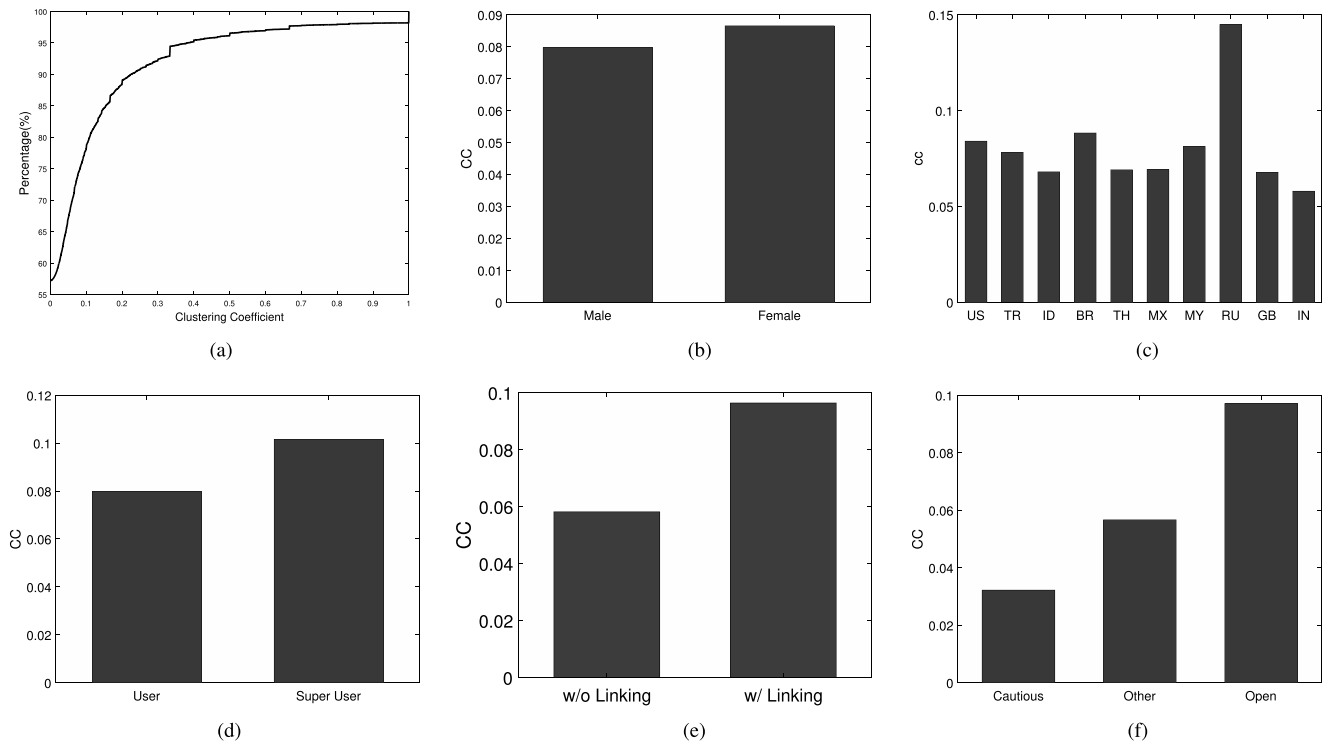 100
95
90
85
80
75
70
65
60
55
Percentage(%)
0 0.1 0.2 0.3 0.4 0.5 0.6 0.7 0.8 0.9 1
Clustering Coefficient
(a)
0.09
0.08
0.07
0.06
0.05
0.04
0.03
0.02
0.01
0
CC
Male Female
(b)
0.15
0.1
0.05
0
cc
US TR ID BR TH MX MY RU GB IN
(c)
0.12
0.1
0.08
0.06
0.04
0.02
0
CC
User Super User
(d)
0.1
0.08
0.06
0.04
0.02
0
CC
w/o Linking w/ Linking
(e)
0.1
0.08
0.06
0.04
0.02
0
CC
Cautious Other Open
(f)